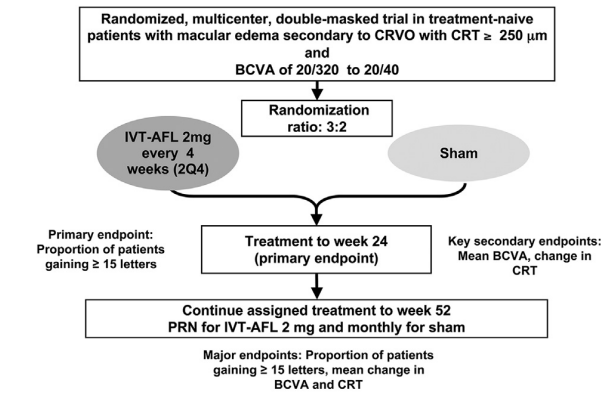 Randomized, multicenter, double-masked trial in treatment-naive
patients with macular edema secondary to CRVO with CRT ≥ 250 μm
and
BCVA of 20/320 to 20/40
Randomization
ratio: 3:2
IVT-AFL 2mg
every 4
weeks (2Q4)
Sham
Primary endpoint:
Proportion of patients
gaining ≥ 15 letters
Treatment to week 24
(primary endpoint)
Key secondary endpoints:
Mean BCVA, change in
CRT
Continue assigned treatment to week 52
PRN for IVT-AFL 2 mg and monthly for sham
Major endpoints: Proportion of patients
gaining ≥ 15 letters, mean change in
BCVA and CRT